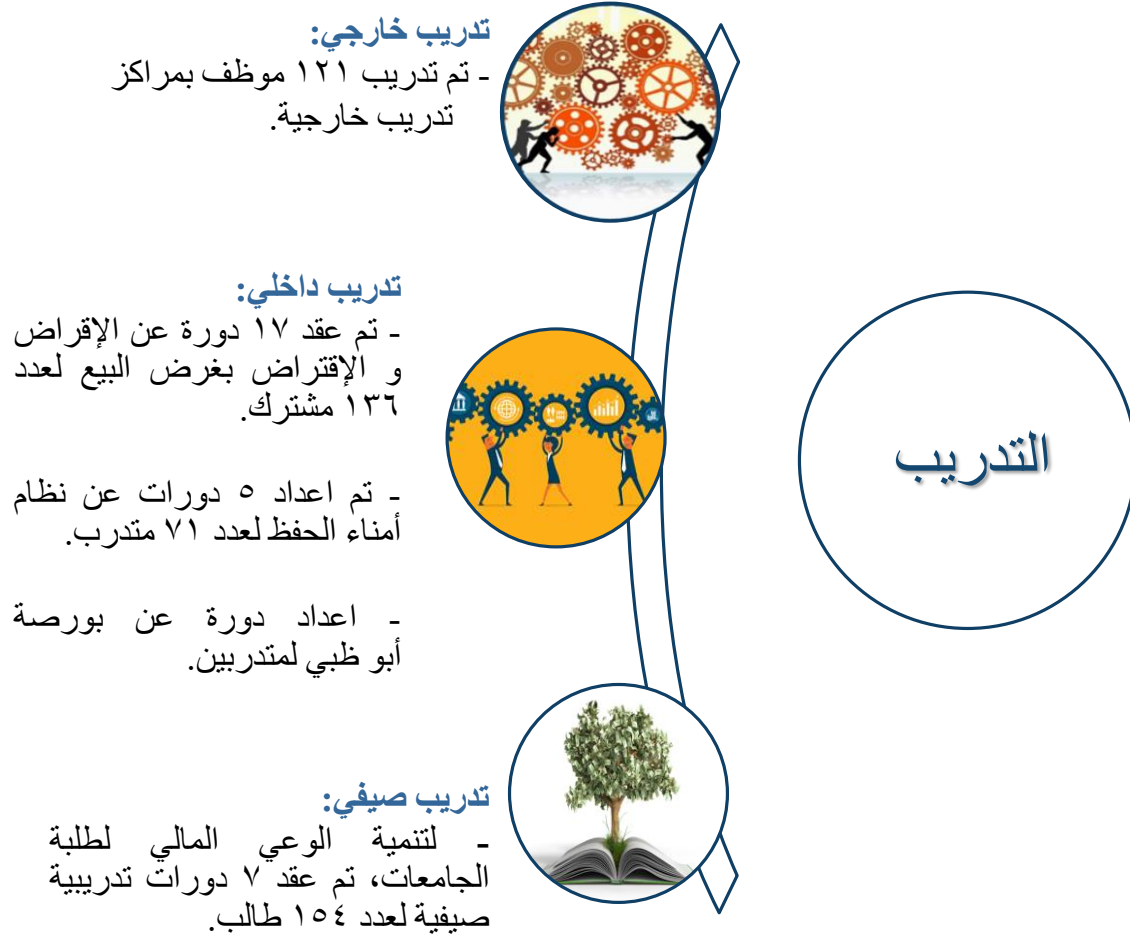 التدريب
تدريب خارجي:
- تم تدريب ١٢١ موظف بمراكز
تدريب خارجية.
تدريب داخلي:
- تم عقد ١٧ دورة عن الإقراض
و الإقتراض بغرض البيع لعدد
١٣٦ مشترك.
- تم اعداد ٥ دورات عن نظام
أمناء الحفظ لعدد ٧١ متدرب.
- اعداد دورة عن بورصة
أبو ظبي لمتدربين.
تدريب صيفي:
- لتنمية الوعي المالي لطلبة
الجامعات، تم عقد ٧ دورات تدريبية
صيفية لعدد ١٥٤ طالب.